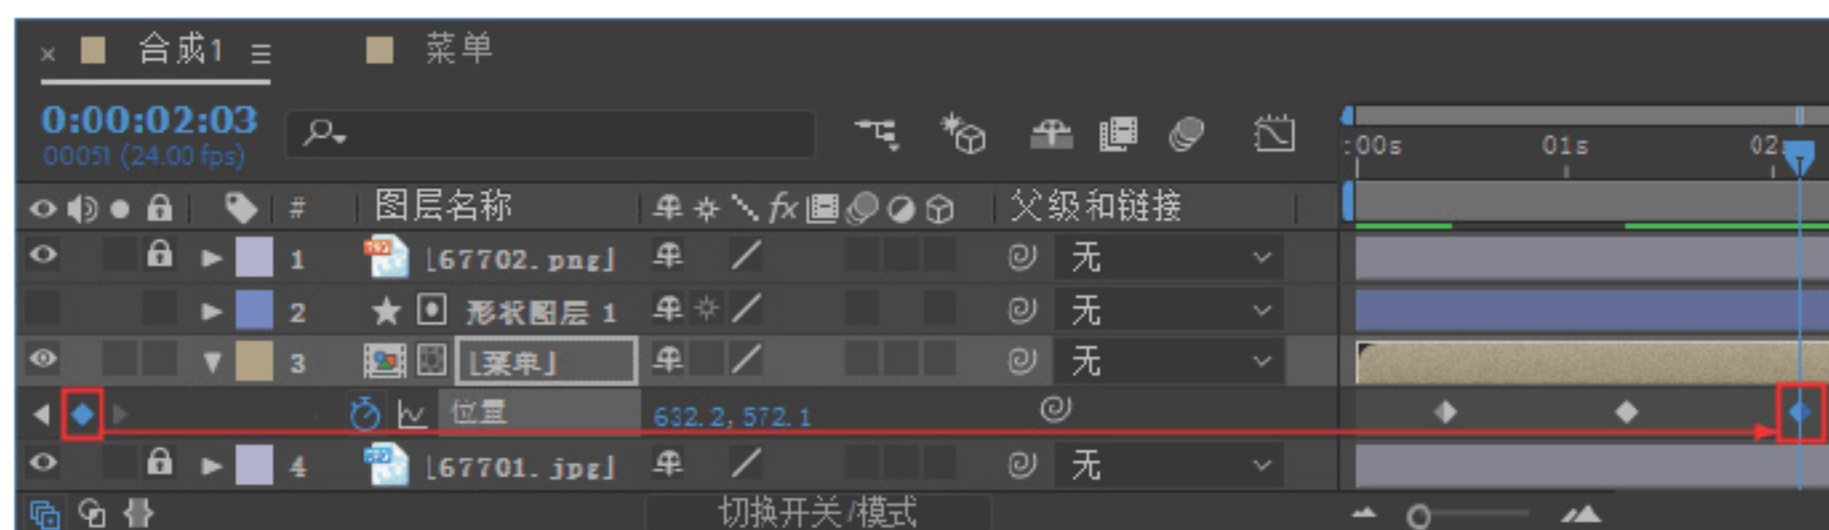 合成1 菜单
0:00:02:03
00051 (24.00 fps)
:00s 01s 02
# 图层名称 fx 父级和链接
1 [67702.png] 无
2 形状图层 1 无
3 [菜单] 无
位置 632.2, 572.1
4 [67701.jpg] 无
切换开关/模式